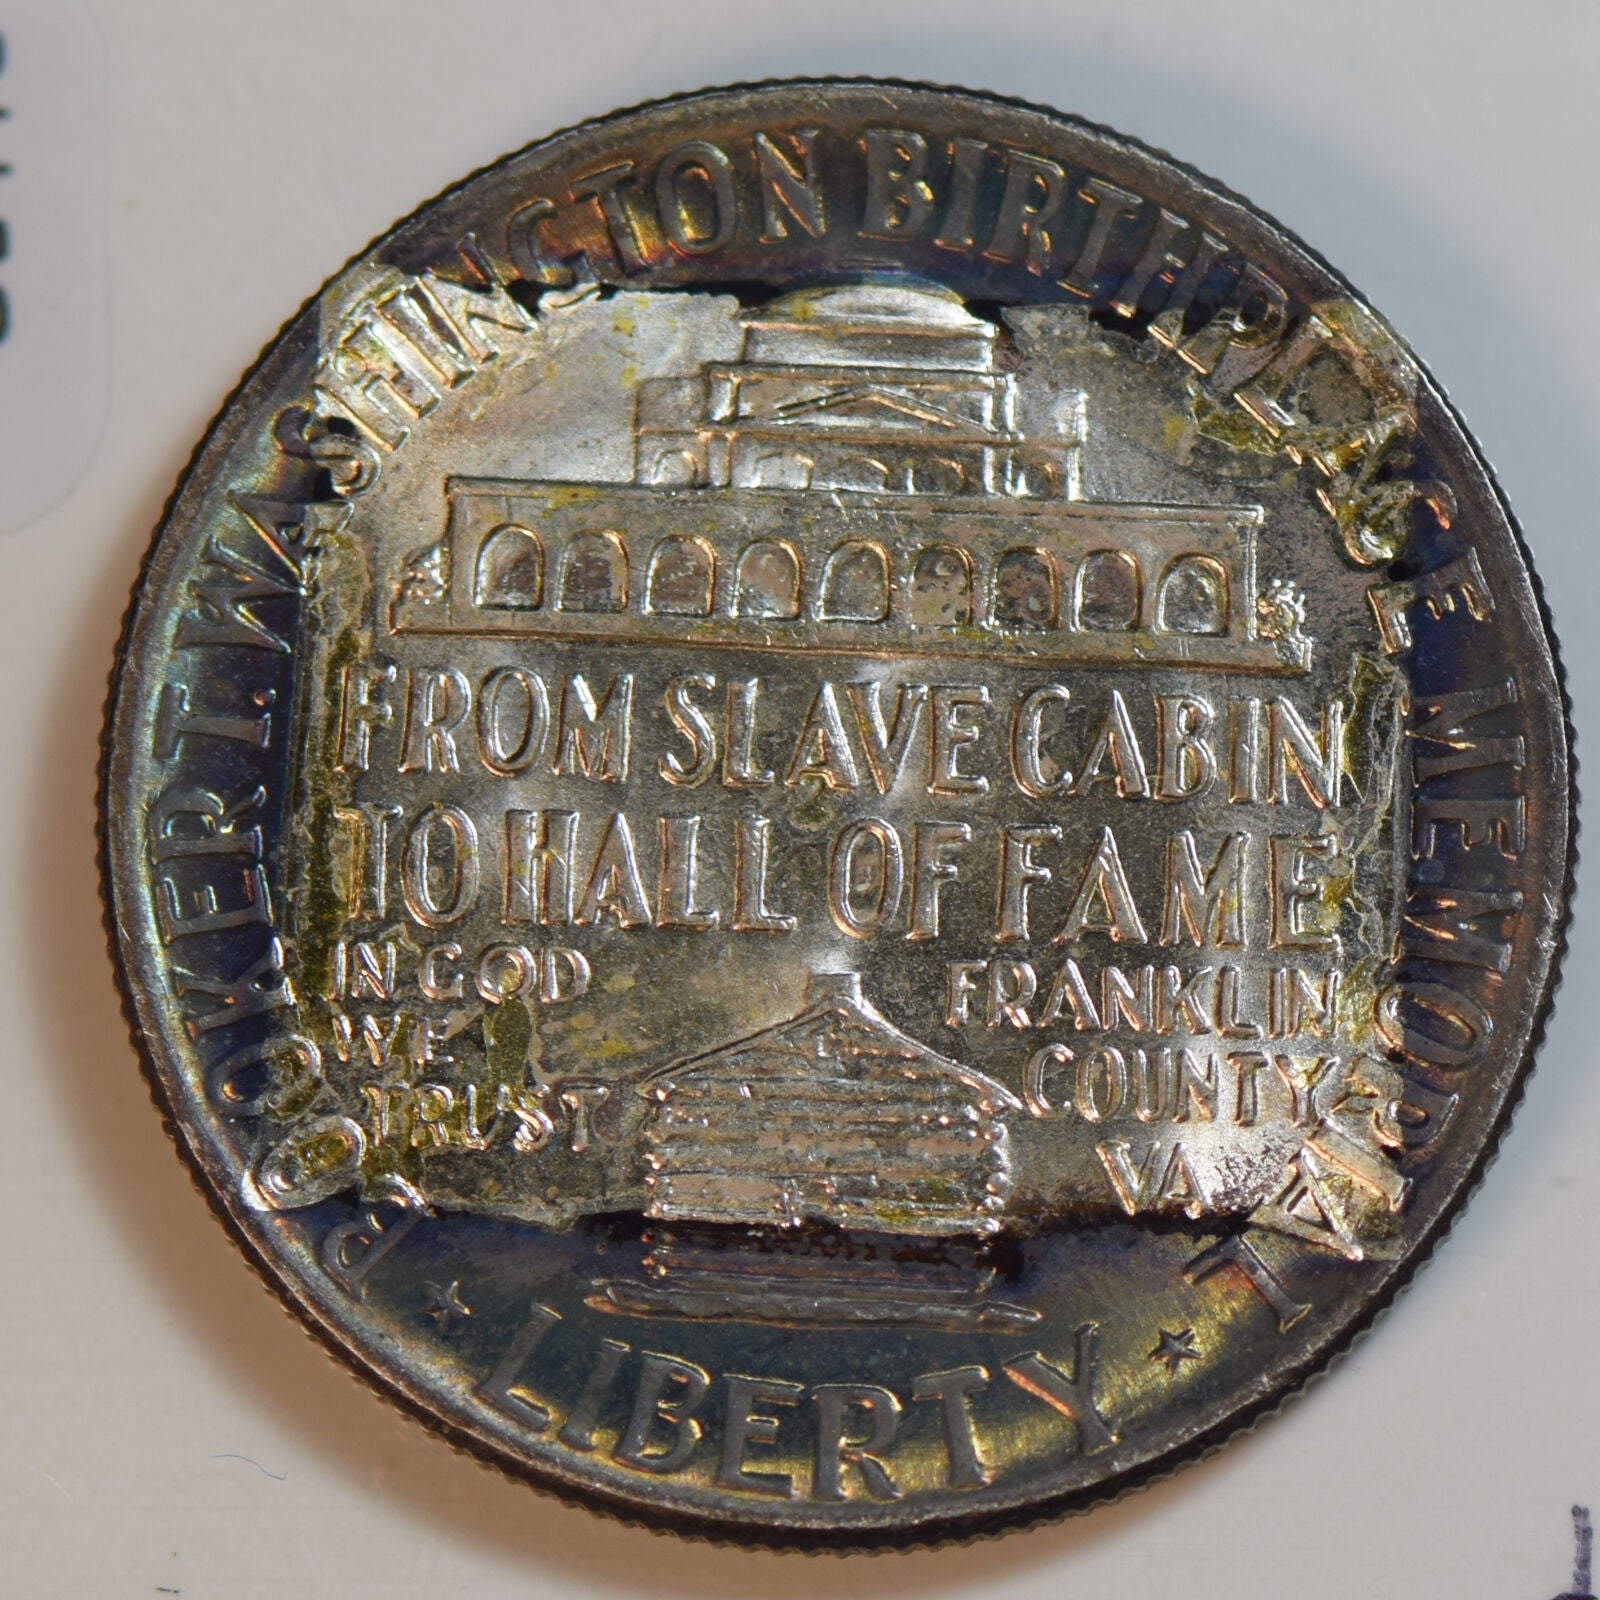 BOOKER T. WASHINGTON BIRTHPLACE MEMORIAL
FROM SLAVE CABIN
TO HALL OF FAME
IN GOD
WE
TRUST
FRANKLIN
COUNTY
VA
LIBERTY